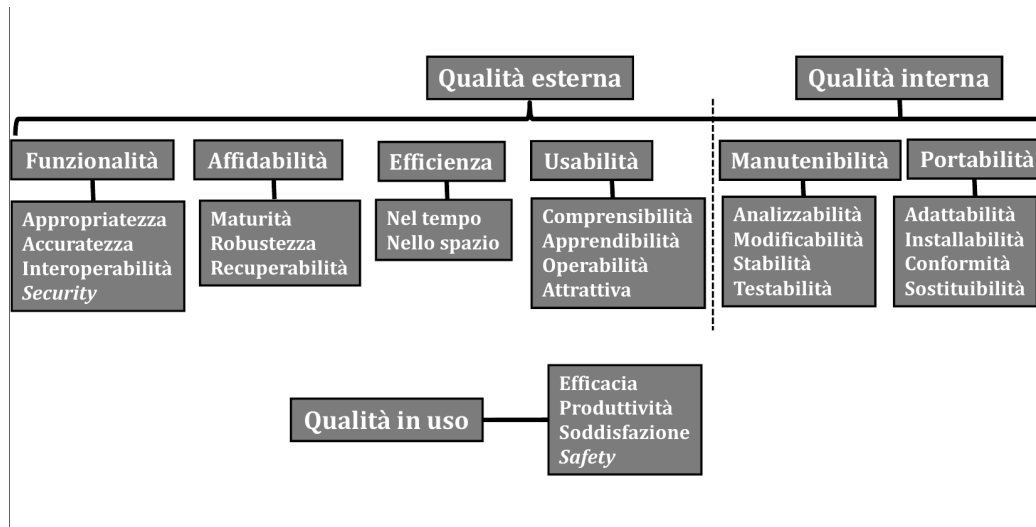 Qualità esterna
Qualità interna
Funzionalità
Appropriatezza
Accuratezza
Interoperabilità
Security
Affidabilità
Maturità
Robustezza
Recuperabilità
Efficienza
Nel tempo
Nello spazio
Usabilità
Comprensibilità
Apprendibilità
Operabilità
Attrattiva
Manutenibilità
Analizzabilità
Modificabilità
Stabilità
Testabilità
Portabilità
Adattabilità
Installabilità
Conformità
Sostituibilità
Qualità in uso
Efficacia
Produttività
Soddisfazione
Safety